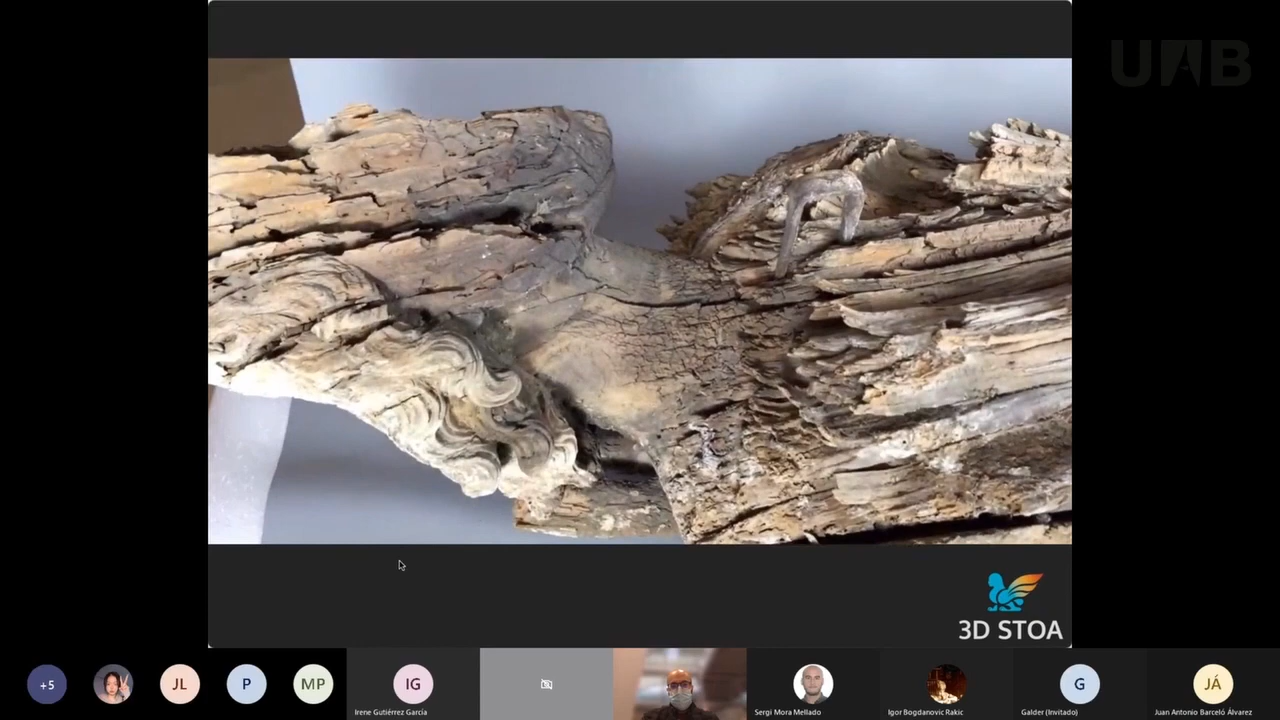 UAB
3D STOA
+5
JL
P
MP
IG
G
JÁ
Irene Gutiérrez García
Sergi Mora Mellado
Igor Bogdanovic Rakic
Galder (Invitado)
Juan Antonio Barceló Álvarez